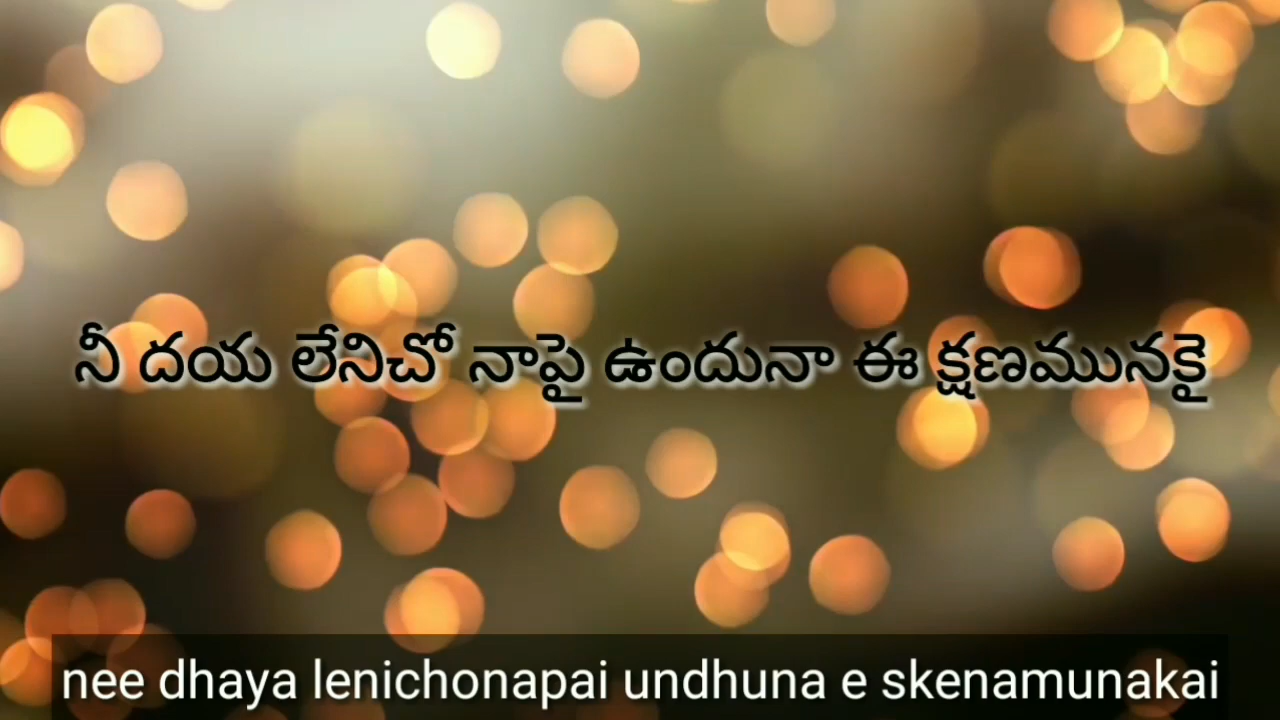 నీ దయ లేనిచో నాపై ఉందునా ఈ క్షణమునకై
nee dhaya lenichonapai undhuna e skenamunakai